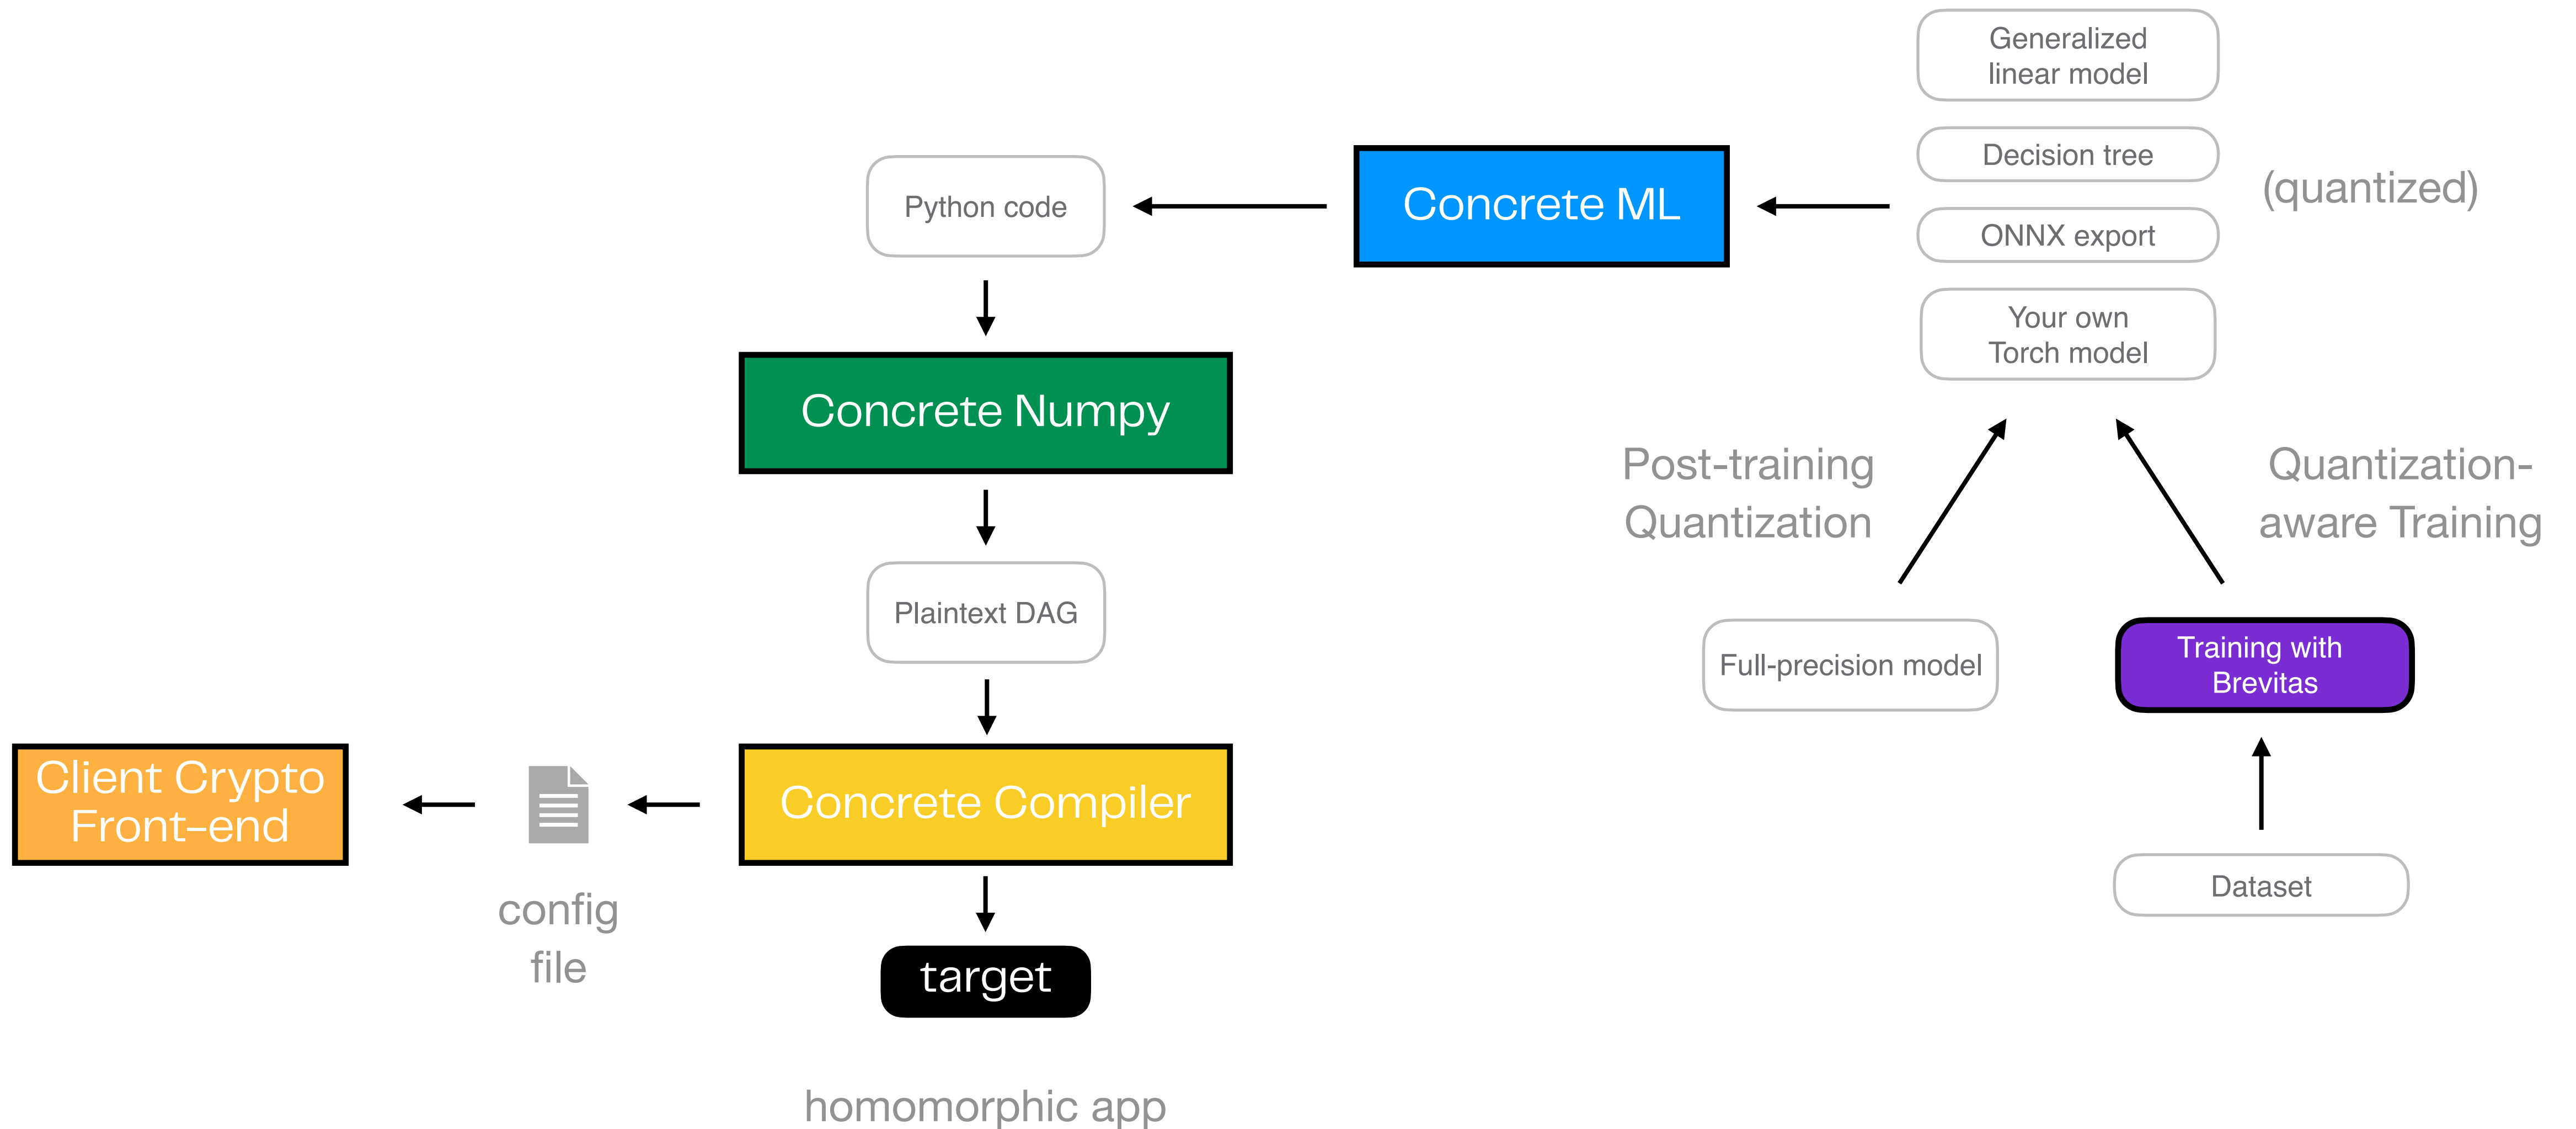 Generalized
linear model
Decision tree
(quantized)
Python code
Concrete ML
ONNX export
Your own
Torch model
Concrete Numpy
Post-training
Quantization
Quantization-
aware Training
Plaintext DAG
Full-precision model
Training with
Brevitas
Client Crypto
Front-end
Concrete Compiler
Dataset
config
file
target
homomorphic app